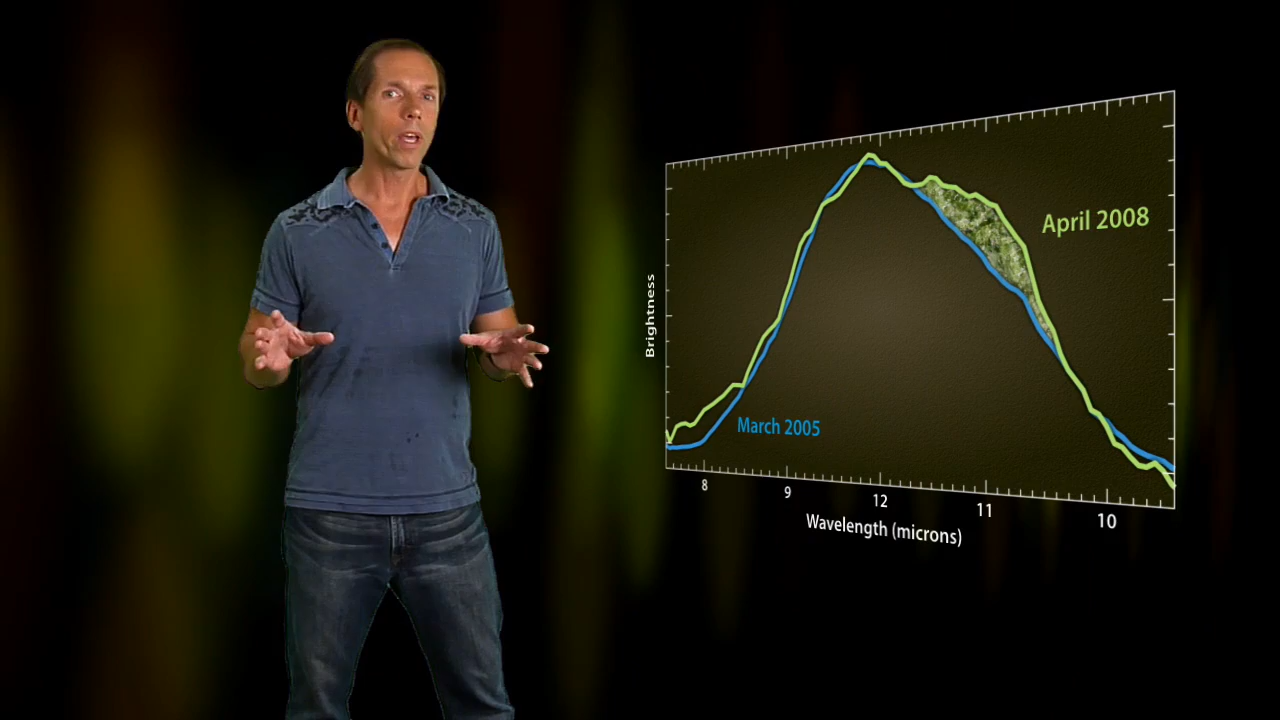 April 2008
Brightness
March 2005
8 9 12 11 10
Wavelength (microns)